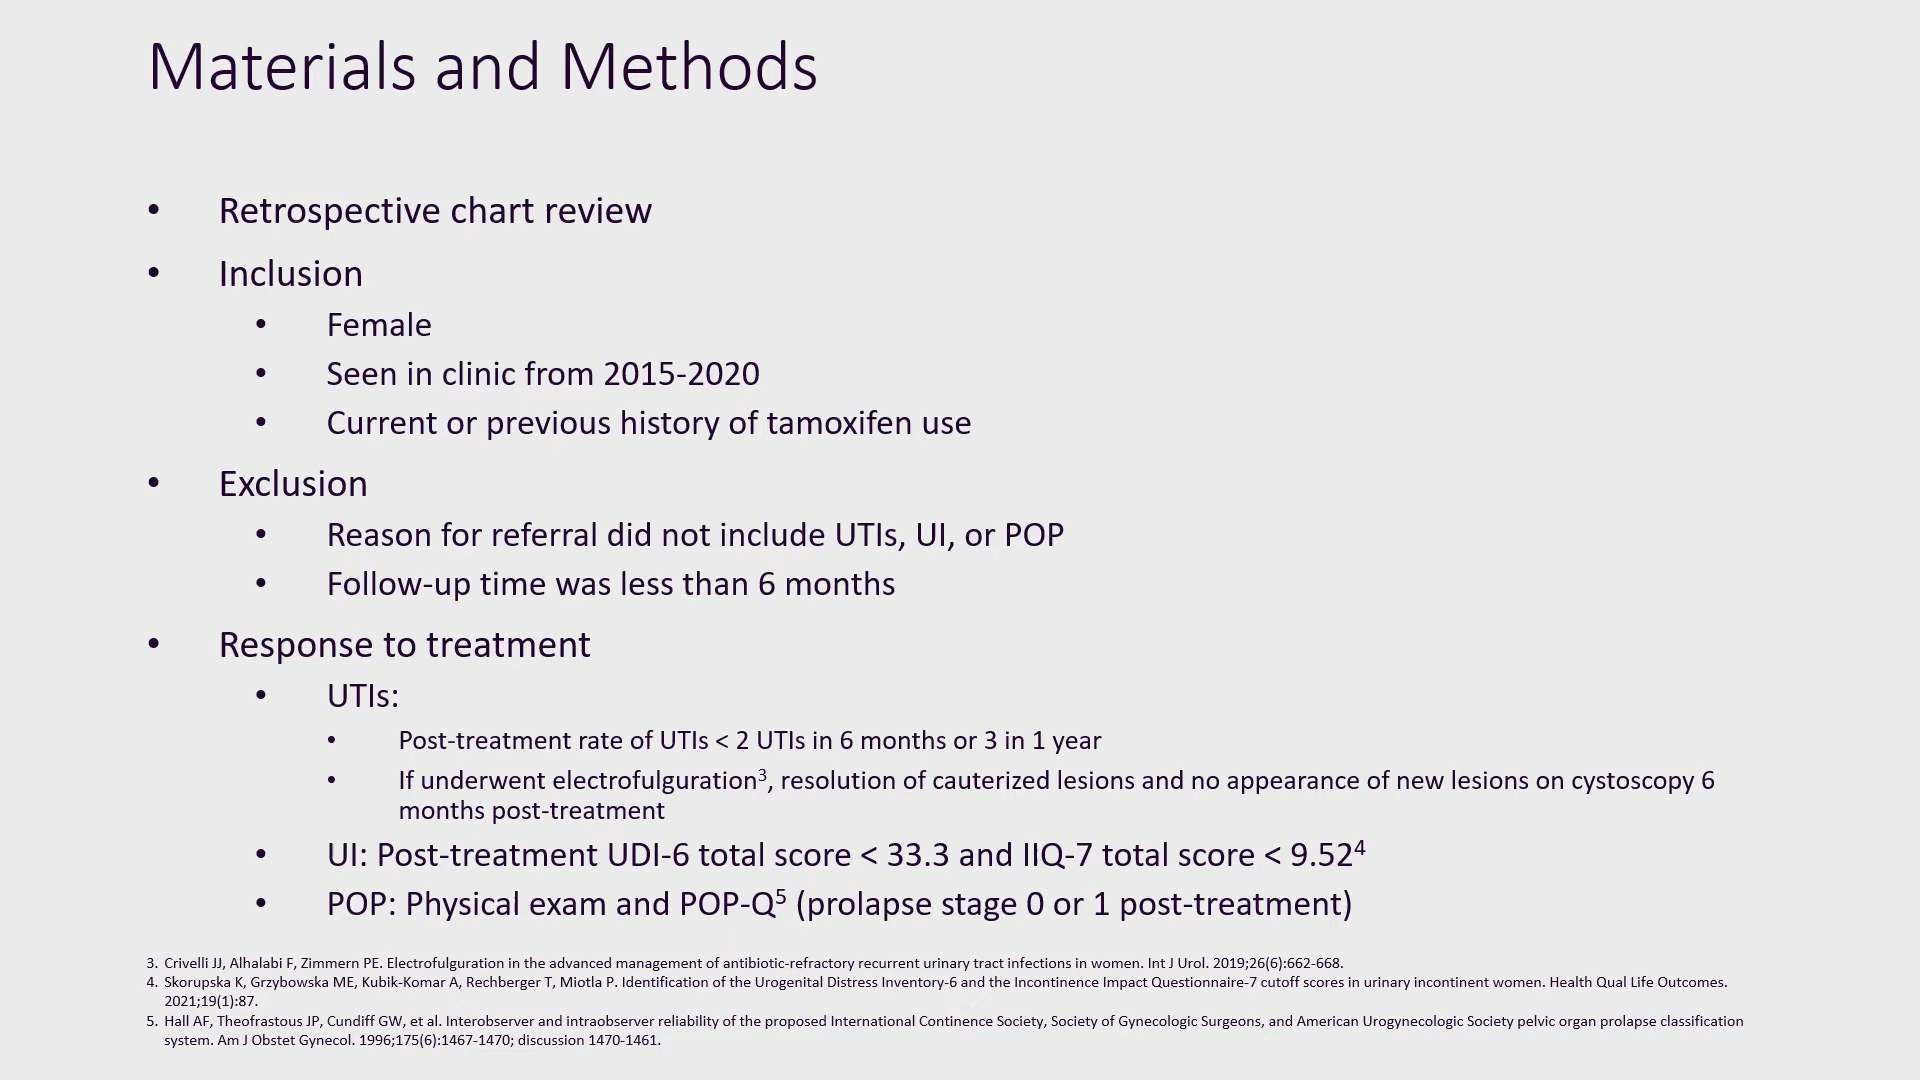 Materials and Methods
• Retrospective chart review
• Inclusion
• Female
• Seen in clinic from 2015-2020
• Current or previous history of tamoxifen use
• Exclusion
• Reason for referral did not include UTIs, UI, or POP
• Follow-up time was less than 6 months
• Response to treatment
• UTIs:
• Post-treatment rate of UTIs < 2 UTIs in 6 months or 3 in 1 year
• If underwent electrofulguration³, resolution of cauterized lesions and no appearance of new lesions on cystoscopy 6
months post-treatment
• UI: Post-treatment UDI-6 total score < 33.3 and IIQ-7 total score < 9.52⁴
• POP: Physical exam and POP-Q⁵ (prolapse stage 0 or 1 post-treatment)
3. Crivelli JJ, Alhalabi F, Zimmern PE. Electrofulguration in the advanced management of antibiotic-refractory recurrent urinary tract infections in women. Int J Urol. 2019;26(6):662-668.
4. Skorupska K, Grzybowska ME, Kubik-Komar A, Rechberger T, Miotla P. Identification of the Urogenital Distress Inventory-6 and the Incontinence Impact Questionnaire-7 cutoff scores in urinary incontinent women. Health Qual Life Outcomes.
2021;19(1):87.
5. Hall AF, Theofrastous JP, Cundiff GW, et al. Interobserver and intraobserver reliability of the proposed International Continence Society, Society of Gynecologic Surgeons, and American Urogynecologic Society pelvic organ prolapse classification
system. Am J Obstet Gynecol. 1996;175(6):1467-1470; discussion 1470-1461.